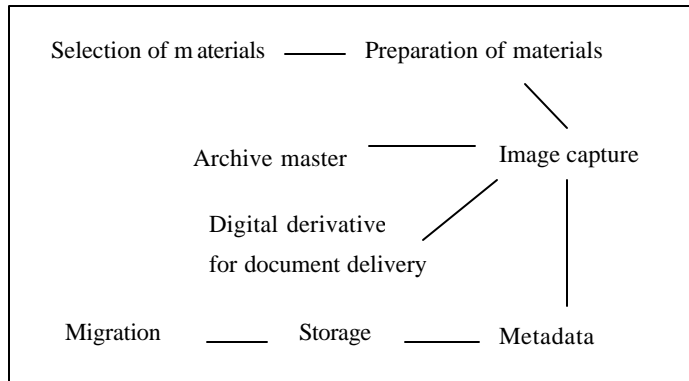 Selection of materials
Preparation of materials
Archive master
Image capture
Digital derivative
for document delivery
Migration
Storage
Metadata